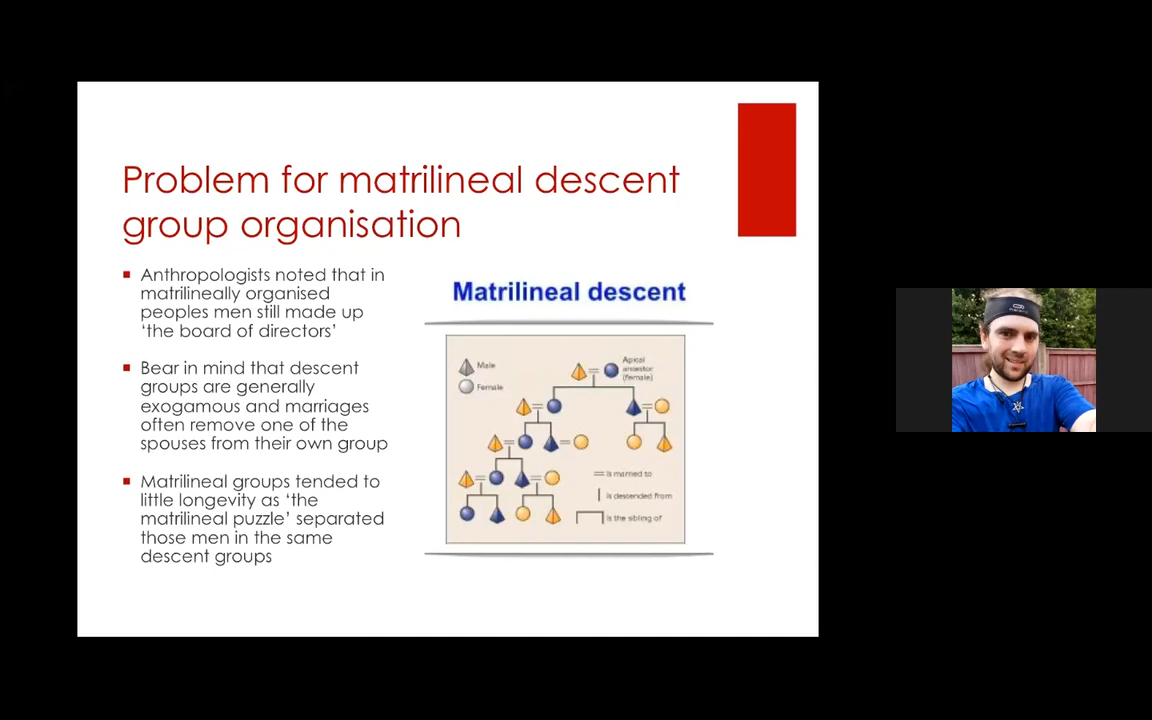 Problem for matrilineal descent
group organisation
Anthropologists noted that in
matrilineally organised
peoples men still made up
‘the board of directors’
Bear in mind that descent
groups are generally
exogamous and marriages
often remove one of the
spouses from their own group
Matrilineal groups tended to
little longevity as ‘the
matrilineal puzzle’ separated
those men in the same
descent groups
Matrilineal descent
Male
Female
Apical
ancestor
(female)
Is married to
Is descended from
Is the sibling of